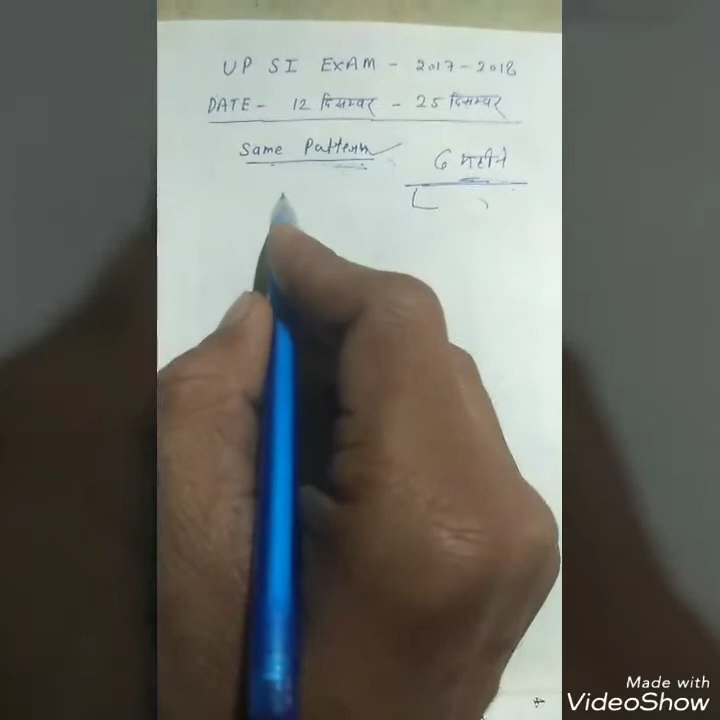 UP SI EXAM - 2017-2018
DATE - 12 दिसम्बर - 25 दिसम्बर
Same Pattern
6 महीने
Made with
VideoShow